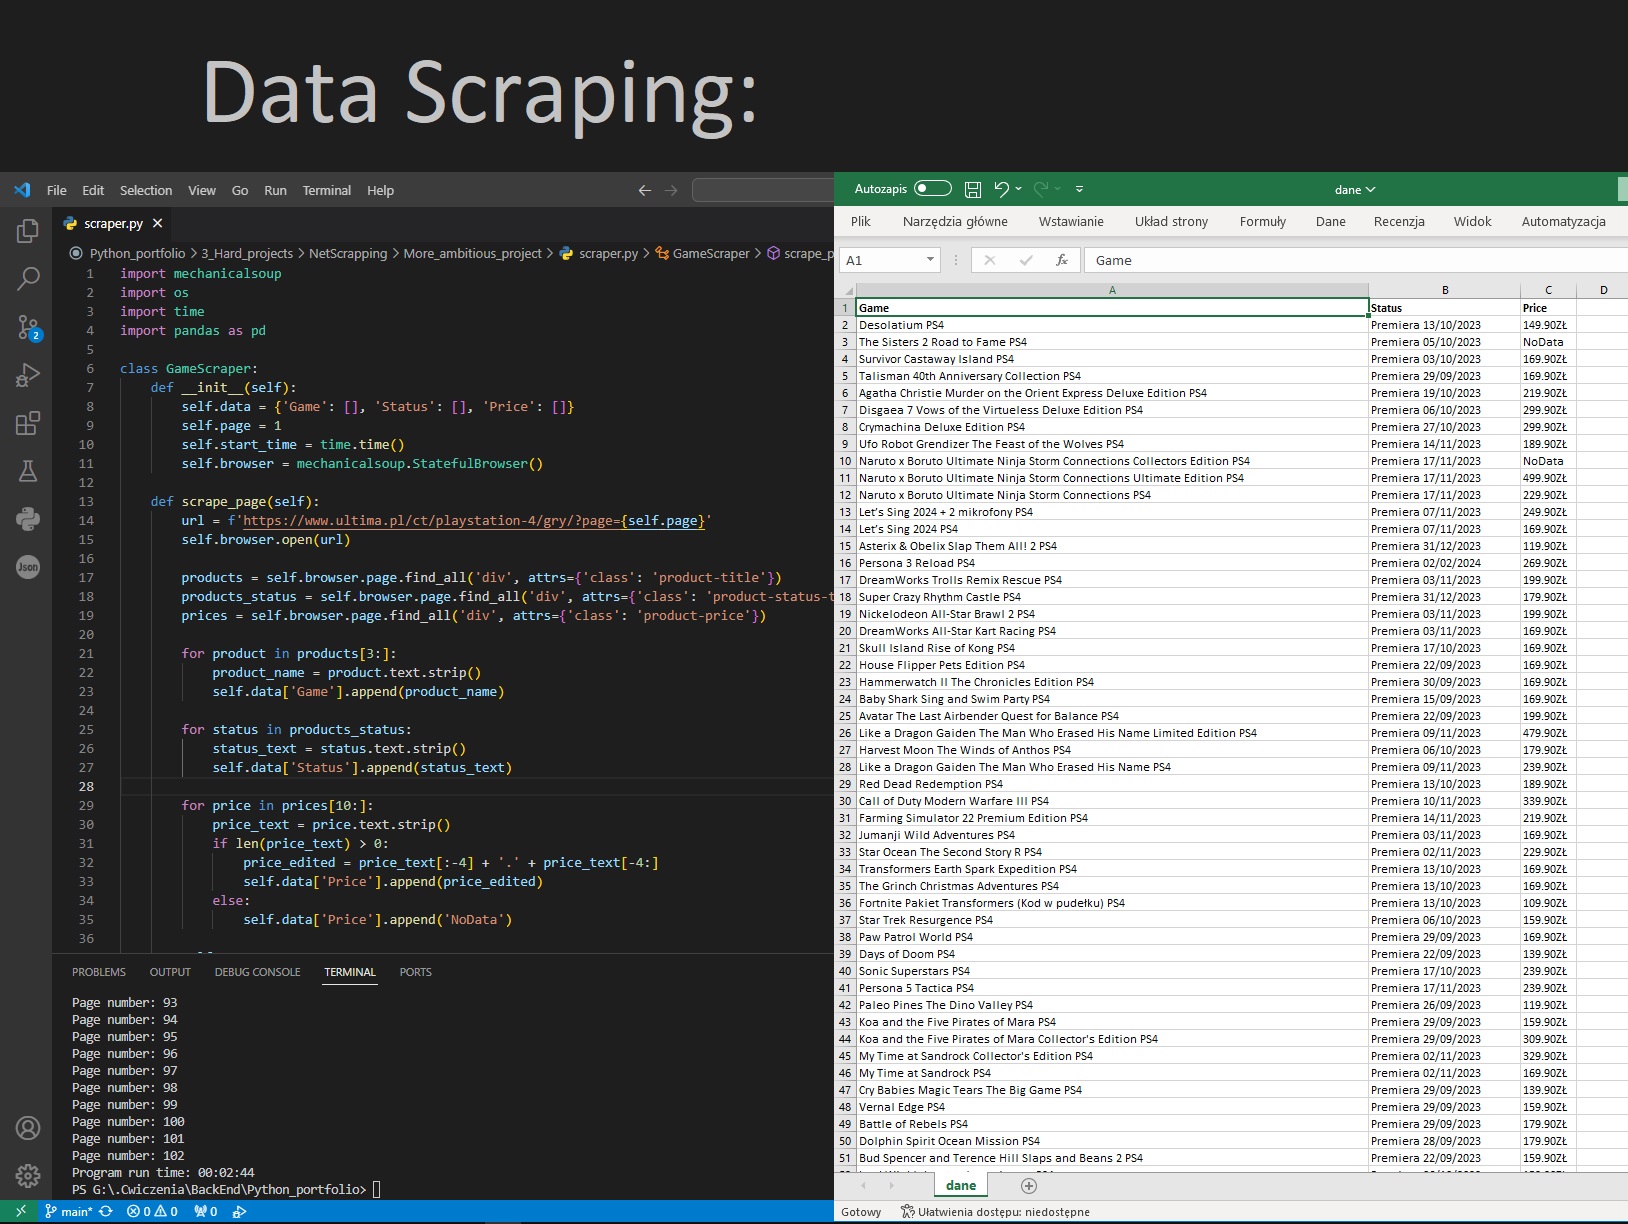 Data Scraping:
File Edit Selection View Go Run Terminal Help
scraper.py
Python_portfolio > 3_Hard_projects > NetScrapping > More_ambitious_project > scraper.py > GameScraper > scrape_p
1 import mechanicalsoup
2 import os
3 import time
4 import pandas as pd
5
6 class GameScraper:
7 def __init__(self):
8 self.data = {'Game': [], 'Status': [], 'Price': []}
9 self.page = 1
10 self.start_time = time.time()
11 self.browser = mechanicalsoup.StatefulBrowser()
12
13 def scrape_page(self):
14 url = f'https://www.ultima.pl/ct/playstation-4/gry/?page={self.page}'
15 self.browser.open(url)
16
17 products = self.browser.page.find_all('div', attrs={'class': 'product-title'})
18 products_status = self.browser.page.find_all('div', attrs={'class': 'product-status-t
19 prices = self.browser.page.find_all('div', attrs={'class': 'product-price'})
20
21 for product in products[3:]:
22 product_name = product.text.strip()
23 self.data['Game'].append(product_name)
24
25 for status in products_status:
26 status_text = status.text.strip()
27 self.data['Status'].append(status_text)
28
29 for price in prices[10:]:
30 price_text = price.text.strip()
31 if len(price_text) > 0:
32 price_edited = price_text[:-4] + '.' + price_text[-4:]
33 self.data['Price'].append(price_edited)
34 else:
35 self.data['Price'].append('NoData')
36
PROBLEMS OUTPUT DEBUG CONSOLE TERMINAL PORTS
Page number: 93
Page number: 94
Page number: 95
Page number: 96
Page number: 97
Page number: 98
Page number: 99
Page number: 100
Page number: 101
Page number: 102
Program run time: 00:02:44
PS G:\.Cwiczenia\BackEnd\Python_portfolio>
main* 0 0 0
2
Json
Autozapis dane
Plik Narzędzia główne Wstawianie Układ strony Formuły Dane Recenzja Widok Automatyzacja
A1 fx Game
A B C D
1 Game Status Price
2 Desolatium PS4 Premiera 13/10/2023 149.90ZŁ
3 The Sisters 2 Road to Fame PS4 Premiera 05/10/2023 NoData
4 Survivor Castaway Island PS4 Premiera 03/10/2023 169.90ZŁ
5 Talisman 40th Anniversary Collection PS4 Premiera 29/09/2023 169.90ZŁ
6 Agatha Christie Murder on the Orient Express Deluxe Edition PS4 Premiera 19/10/2023 219.90ZŁ
7 Disgaea 7 Vows of the Virtueless Deluxe Edition PS4 Premiera 06/10/2023 299.90ZŁ
8 Crymachina Deluxe Edition PS4 Premiera 27/10/2023 299.90ZŁ
9 Ufo Robot Grendizer The Feast of the Wolves PS4 Premiera 14/11/2023 189.90ZŁ
10 Naruto x Boruto Ultimate Ninja Storm Connections Collectors Edition PS4 Premiera 17/11/2023 NoData
11 Naruto x Boruto Ultimate Ninja Storm Connections Ultimate Edition PS4 Premiera 17/11/2023 499.90ZŁ
12 Naruto x Boruto Ultimate Ninja Storm Connections PS4 Premiera 17/11/2023 229.90ZŁ
13 Let's Sing 2024 + 2 mikrofony PS4 Premiera 07/11/2023 249.90ZŁ
14 Let's Sing 2024 PS4 Premiera 07/11/2023 169.90ZŁ
15 Asterix & Obelix Slap Them All! 2 PS4 Premiera 31/12/2023 119.90ZŁ
16 Persona 3 Reload PS4 Premiera 02/02/2024 269.90ZŁ
17 DreamWorks Trolls Remix Rescue PS4 Premiera 03/11/2023 199.90ZŁ
18 Super Crazy Rhythm Castle PS4 Premiera 31/12/2023 179.90ZŁ
19 Nickelodeon All-Star Brawl 2 PS4 Premiera 03/11/2023 199.90ZŁ
20 DreamWorks All-Star Kart Racing PS4 Premiera 03/11/2023 169.90ZŁ
21 Skull Island Rise of Kong PS4 Premiera 17/10/2023 169.90ZŁ
22 House Flipper Pets Edition PS4 Premiera 22/09/2023 169.90ZŁ
23 Hammerwatch II The Chronicles Edition PS4 Premiera 30/09/2023 169.90ZŁ
24 Baby Shark Sing and Swim Party PS4 Premiera 15/09/2023 169.90ZŁ
25 Avatar The Last Airbender Quest for Balance PS4 Premiera 22/09/2023 199.90ZŁ
26 Like a Dragon Gaiden The Man Who Erased His Name Limited Edition PS4 Premiera 09/11/2023 479.90ZŁ
27 Harvest Moon The Winds of Anthos PS4 Premiera 06/10/2023 179.90ZŁ
28 Like a Dragon Gaiden The Man Who Erased His Name PS4 Premiera 09/11/2023 239.90ZŁ
29 Red Dead Redemption PS4 Premiera 13/10/2023 189.90ZŁ
30 Call of Duty Modern Warfare III PS4 Premiera 10/11/2023 339.90ZŁ
31 Farming Simulator 22 Premium Edition PS4 Premiera 14/11/2023 219.90ZŁ
32 Jumanji Wild Adventures PS4 Premiera 03/11/2023 169.90ZŁ
33 Star Ocean The Second Story R PS4 Premiera 02/11/2023 229.90ZŁ
34 Transformers Earth Spark Expedition PS4 Premiera 13/10/2023 169.90ZŁ
35 The Grinch Christmas Adventures PS4 Premiera 13/10/2023 169.90ZŁ
36 Fortnite Pakiet Transformers (Kod w pudełku) PS4 Premiera 13/10/2023 109.90ZŁ
37 Star Trek Resurgence PS4 Premiera 06/10/2023 159.90ZŁ
38 Paw Patrol World PS4 Premiera 29/09/2023 169.90ZŁ
39 Days of Doom PS4 Premiera 22/09/2023 139.90ZŁ
40 Sonic Superstars PS4 Premiera 17/10/2023 239.90ZŁ
41 Persona 5 Tactica PS4 Premiera 17/11/2023 239.90ZŁ
42 Paleo Pines The Dino Valley PS4 Premiera 26/09/2023 119.90ZŁ
43 Koa and the Five Pirates of Mara PS4 Premiera 29/09/2023 159.90ZŁ
44 Koa and the Five Pirates of Mara Collector's Edition PS4 Premiera 29/09/2023 309.90ZŁ
45 My Time at Sandrock Collector's Edition PS4 Premiera 02/11/2023 329.90ZŁ
46 My Time at Sandrock PS4 Premiera 02/11/2023 169.90ZŁ
47 Cry Babies Magic Tears The Big Game PS4 Premiera 29/09/2023 139.90ZŁ
48 Vernal Edge PS4 Premiera 29/09/2023 159.90ZŁ
49 Battle of Rebels PS4 Premiera 29/09/2023 179.90ZŁ
50 Dolphin Spirit Ocean Mission PS4 Premiera 28/09/2023 179.90ZŁ
51 Bud Spencer and Terence Hill Slaps and Beans 2 PS4 Premiera 22/09/2023 159.90ZŁ
dane
Gotowy Ułatwienia dostępu: niedostępne